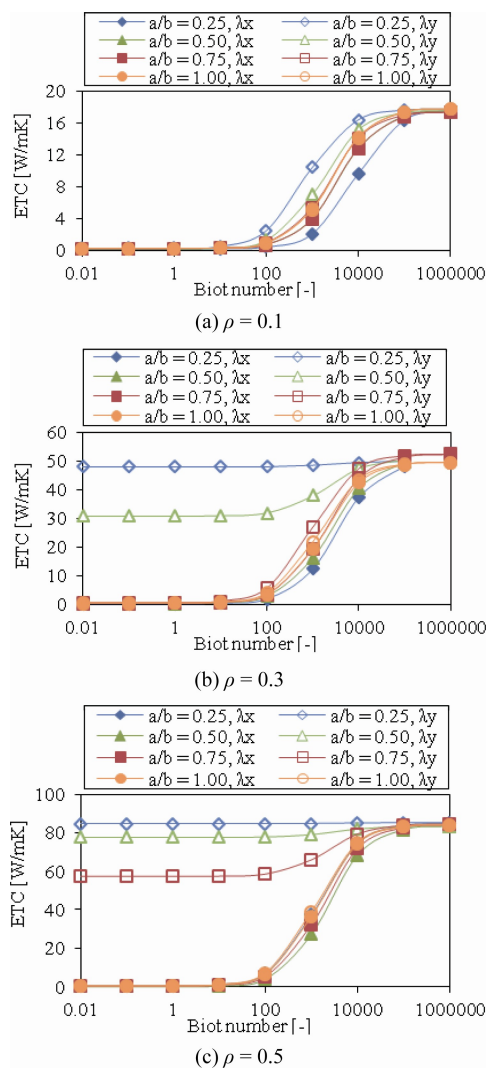 a/b = 0.25, λx a/b = 0.25, λy
a/b = 0.50, λx a/b = 0.50, λy
a/b = 0.75, λx a/b = 0.75, λy
a/b = 1.00, λx a/b = 1.00, λy
20
16
12
8
4
0
ETC [W/mK]
0.01 1 100 10000 1000000
Biot number [-]
(a) ρ = 0.1
a/b = 0.25, λx a/b = 0.25, λy
a/b = 0.50, λx a/b = 0.50, λy
a/b = 0.75, λx a/b = 0.75, λy
a/b = 1.00, λx a/b = 1.00, λy
60
50
40
30
20
10
0
ETC [W/mK]
0.01 1 100 10000 1000000
Biot number [-]
(b) ρ = 0.3
a/b = 0.25, λx a/b = 0.25, λy
a/b = 0.50, λx a/b = 0.50, λy
a/b = 0.75, λx a/b = 0.75, λy
a/b = 1.00, λx a/b = 1.00, λy
100
80
60
40
20
0
ETC [W/mK]
0.01 1 100 10000 1000000
Biot number [-]
(c) ρ = 0.5